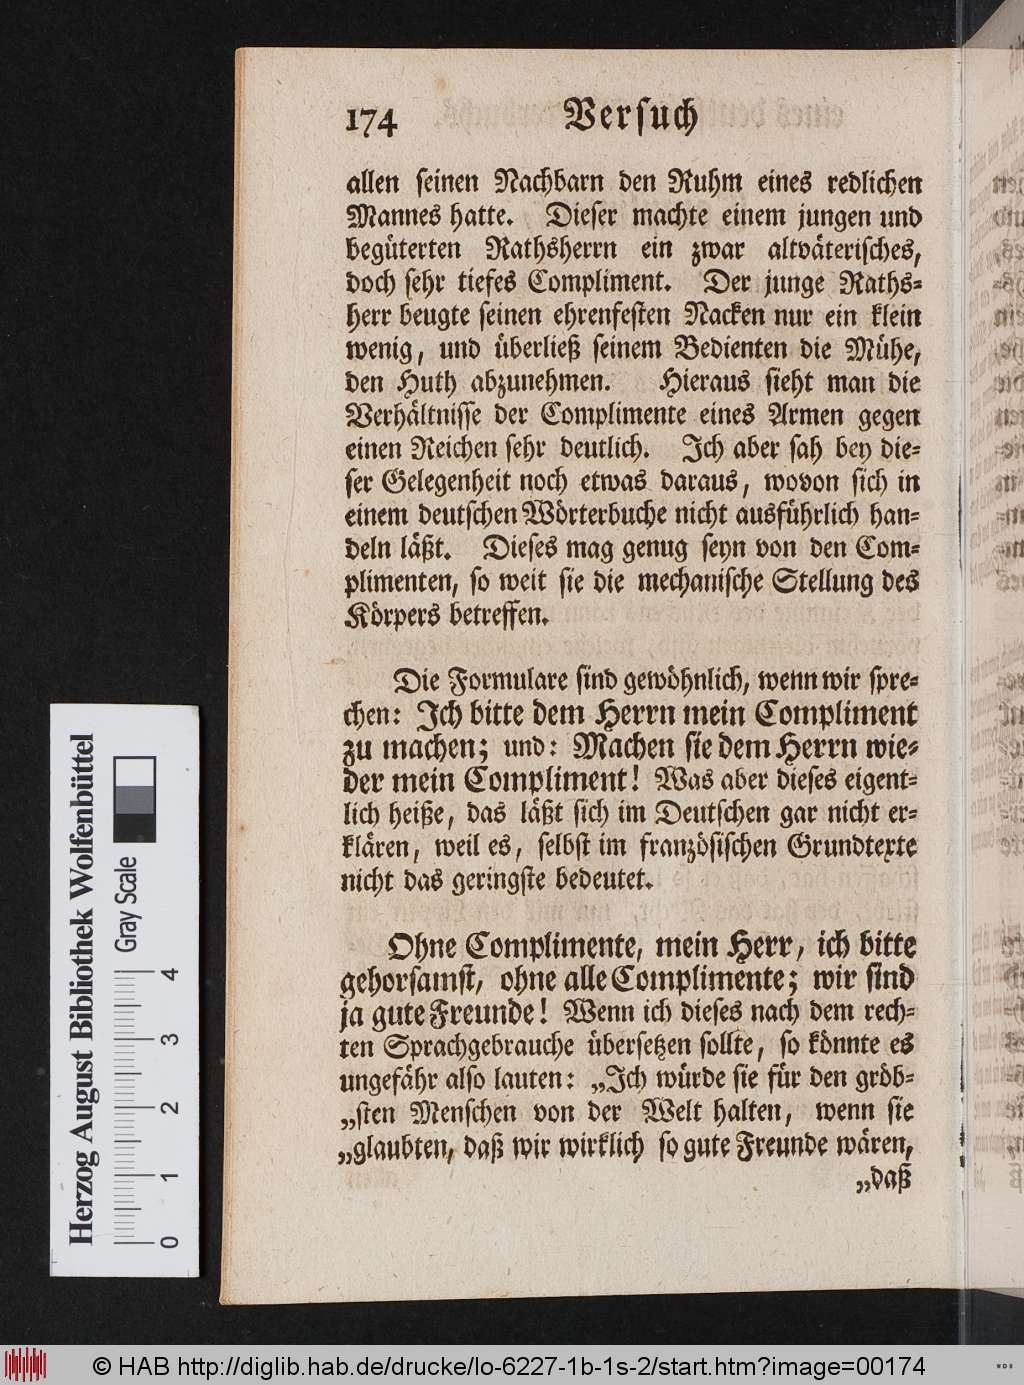 174 Versuch
allen seinen Nachbarn den Ruhm eines redlichen
Mannes hatte. Dieser machte einem jungen und
begüterten Rathsherrn ein zwar altväterisches,
doch sehr tiefes Compliment. Der junge Raths-
herr beugte seinen ehrenfesten Nacken nur ein klein
wenig, und überließ seinem Bedienten die Mühe,
den Huth abzunehmen. Hieraus sieht man die
Verhältnisse der Complimente eines Armen gegen
einen Reichen sehr deutlich. Ich aber sah bey die-
ser Gelegenheit noch etwas daraus, wovon sich in
einem deutschen Wörterbuche nicht ausführlich han-
deln läßt. Dieses mag genug seyn von den Com-
plimenten, so weit sie die mechanische Stellung des
Körpers betreffen.
Die Formulare sind gewöhnlich, wenn wir spre-
chen: Ich bitte dem Herrn mein Compliment
zu machen; und: Machen sie dem Herrn wie-
der mein Compliment! Was aber dieses eigent-
lich heiße, das läßt sich im Deutschen gar nicht er-
klären, weil es, selbst im französischen Grundtexte
nicht das geringste bedeutet.
Ohne Complimente, mein Herr, ich bitte
gehorsamst, ohne alle Complimente; wir sind
ja gute Freunde! Wenn ich dieses nach dem rech-
ten Sprachgebrauche übersetzen sollte, so könnte es
ungefähr also lauten: „Ich würde sie für den gröb-
„sten Menschen von der Welt halten, wenn sie
„glaubten, daß wir wirklich so gute Freunde wären,
„daß
Herzog August Bibliothek Wolfenbüttel
Gray Scale
0 1 2 3 4
© HAB http://diglib.hab.de/drucke/lo-6227-1b-1s-2/start.htm?image=00174